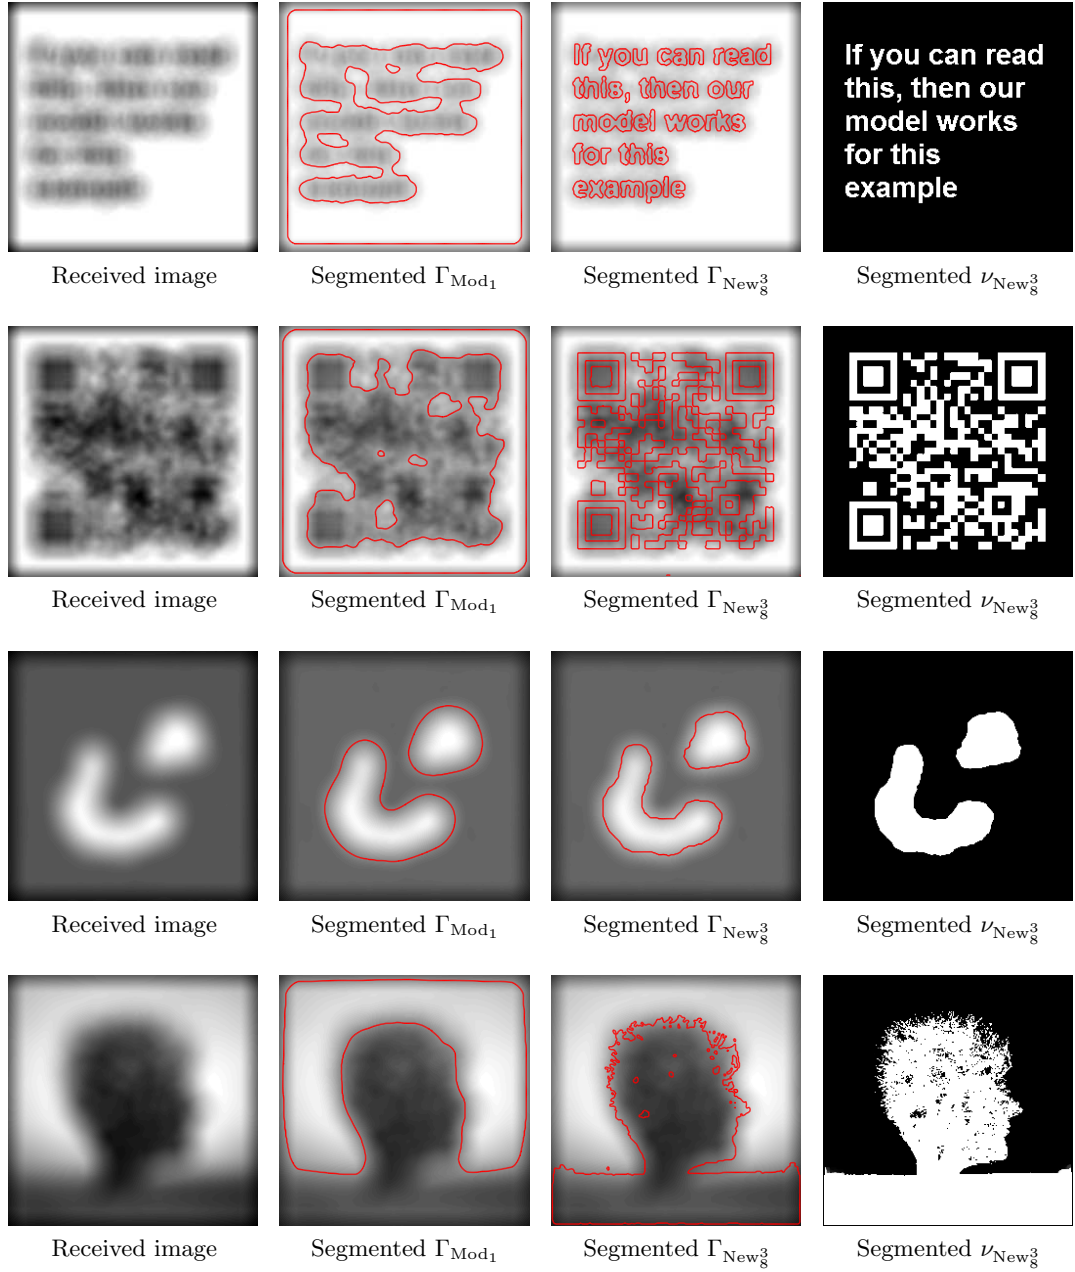 If you can read
this, then our
model works
for this
example
If you can read
this, then our
model works
for this
example
Received image Segmented Γ_Mod₁ Segmented Γ_New₈³ Segmented ν_New₈³
Received image Segmented Γ_Mod₁ Segmented Γ_New₈³ Segmented ν_New₈³
Received image Segmented Γ_Mod₁ Segmented Γ_New₈³ Segmented ν_New₈³
Received image Segmented Γ_Mod₁ Segmented Γ_New₈³ Segmented ν_New₈³